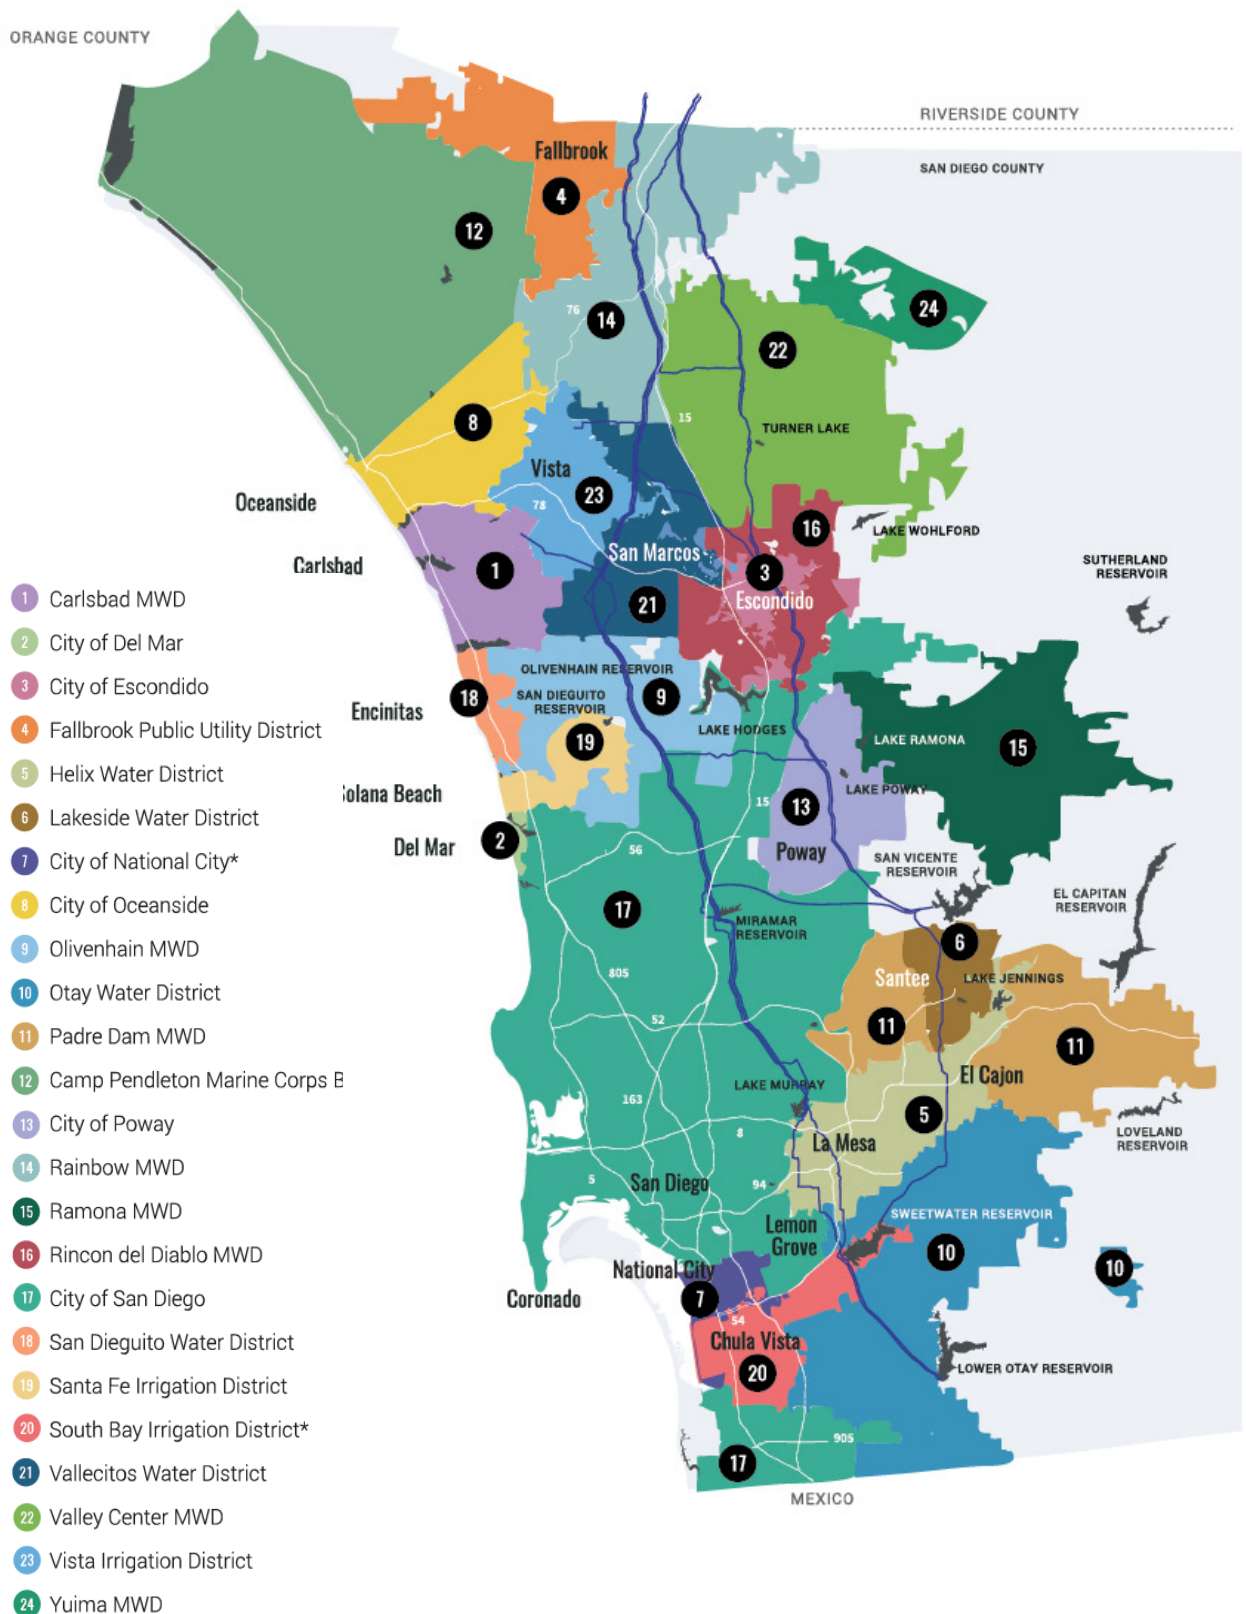 ORANGE COUNTY
RIVERSIDE COUNTY
SAN DIEGO COUNTY
Fallbrook
4
12
24
76
14
22
8
15
TURNER LAKE
Vista
23
Oceanside
78
16
LAKE WOHLFORD
San Marcos
Carlsbad
1
3
SUTHERLAND
RESERVOIR
Escondido
21
OLIVENHAIN RESERVOIR
18
SAN DIEGUITO
RESERVOIR
9
Encinitas
19
LAKE HODGES
LAKE RAMONA
15
Solana Beach
LAKE POWAY
15
13
Del Mar
2
56
Poway
SAN VICENTE
RESERVOIR
EL CAPITAN
RESERVOIR
17
MIRAMAR
RESERVOIR
6
805
Santee
LAKE JENNINGS
52
11
11
El Cajon
LAKE MURRAY
163
5
8
La Mesa
LOVELAND
RESERVOIR
5
San Diego
94
SWEETWATER RESERVOIR
Lemon
Grove
10
10
National City
7
Coronado
54
Chula Vista
20
LOWER OTAY RESERVOIR
905
17
MEXICO
1 Carlsbad MWD
2 City of Del Mar
3 City of Escondido
4 Fallbrook Public Utility District
5 Helix Water District
6 Lakeside Water District
7 City of National City*
8 City of Oceanside
9 Olivenhain MWD
10 Otay Water District
11 Padre Dam MWD
12 Camp Pendleton Marine Corps B
13 City of Poway
14 Rainbow MWD
15 Ramona MWD
16 Rincon del Diablo MWD
17 City of San Diego
18 San Dieguito Water District
19 Santa Fe Irrigation District
20 South Bay Irrigation District*
21 Vallecitos Water District
22 Valley Center MWD
23 Vista Irrigation District
24 Yuima MWD